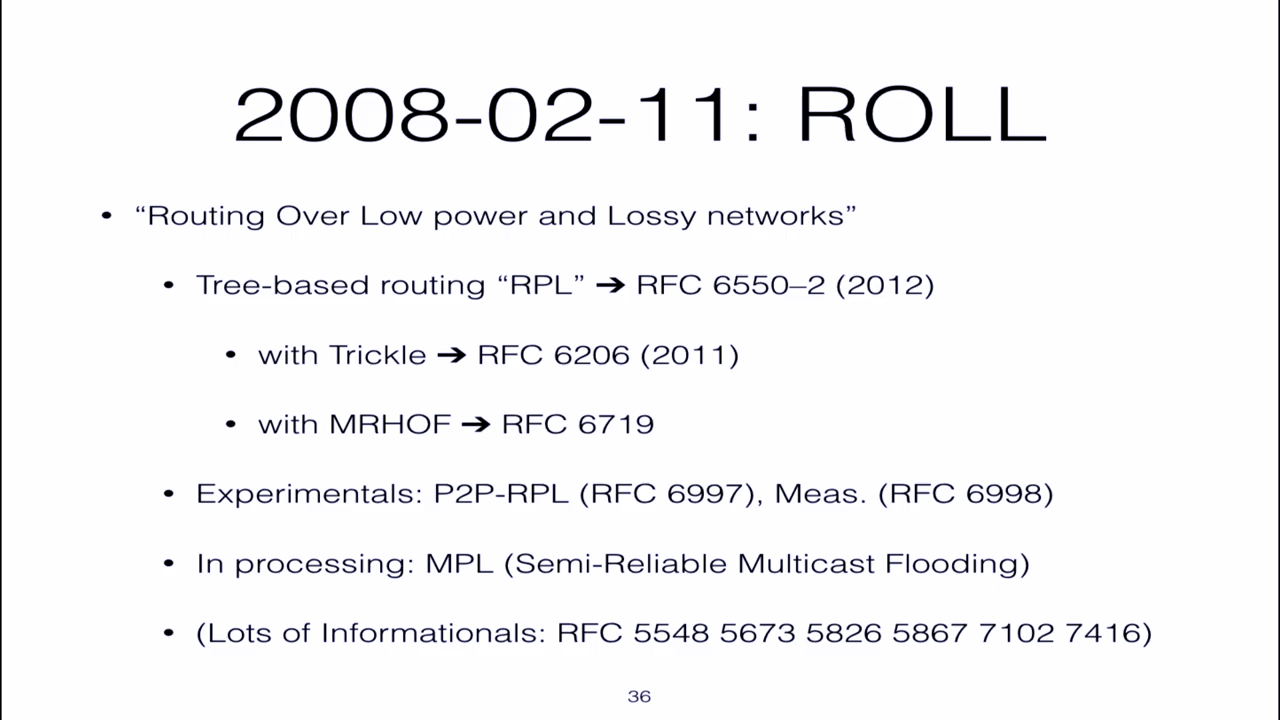 2008-02-11: ROLL
• “Routing Over Low power and Lossy networks”
• Tree-based routing “RPL” ➔ RFC 6550–2 (2012)
• with Trickle ➔ RFC 6206 (2011)
• with MRHOF ➔ RFC 6719
• Experimentals: P2P-RPL (RFC 6997), Meas. (RFC 6998)
• In processing: MPL (Semi-Reliable Multicast Flooding)
• (Lots of Informationals: RFC 5548 5673 5826 5867 7102 7416)
36